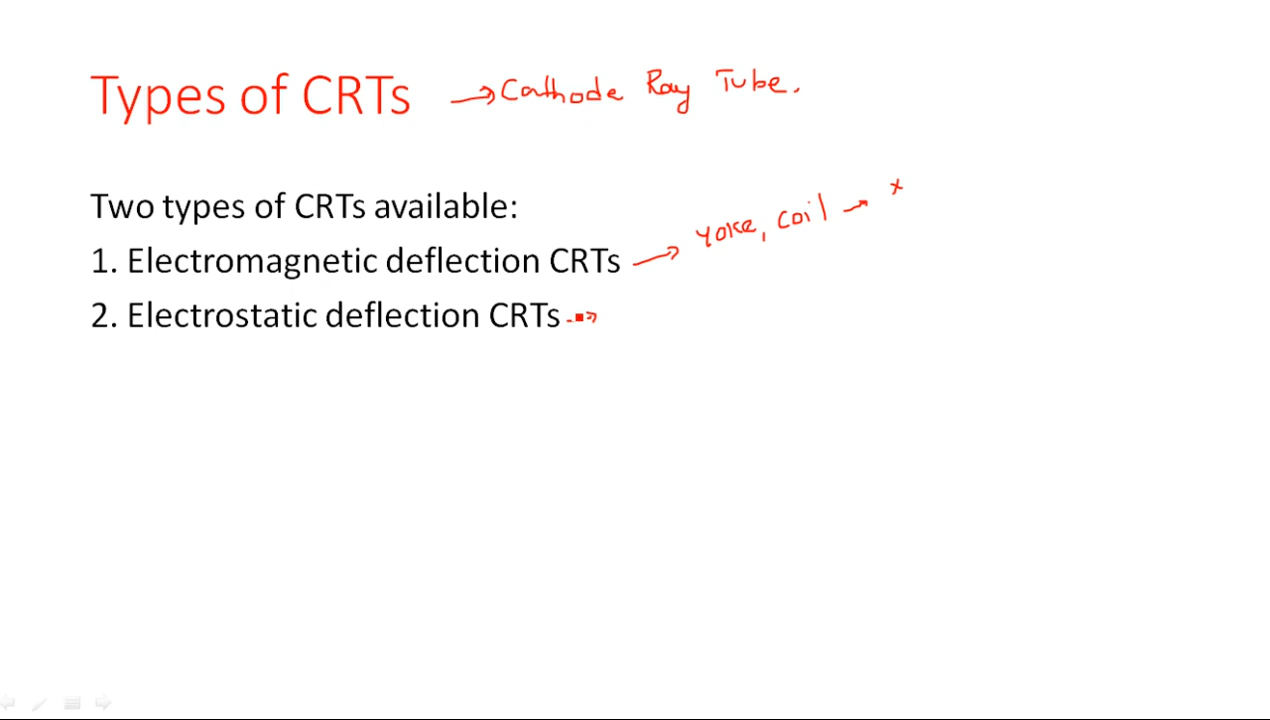 Types of CRTs → Cathode Ray Tube.
Two types of CRTs available:
1. Electromagnetic deflection CRTs → Yoke, coil → x
2. Electrostatic deflection CRTs →